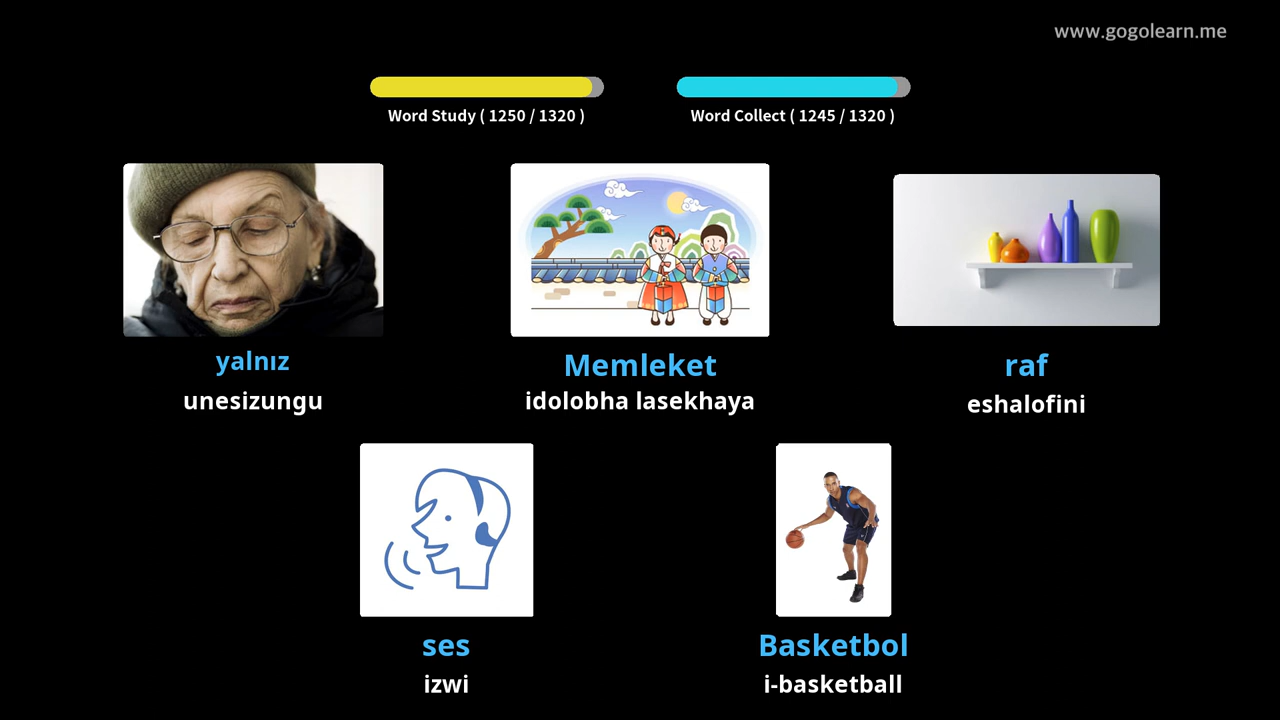 www.gogolearn.me
Word Study ( 1250 / 1320 )
Word Collect ( 1245 / 1320 )
yalnız
unesizungu
Memleket
idolobha lasekhaya
raf
eshalofini
ses
izwi
Basketbol
i-basketball